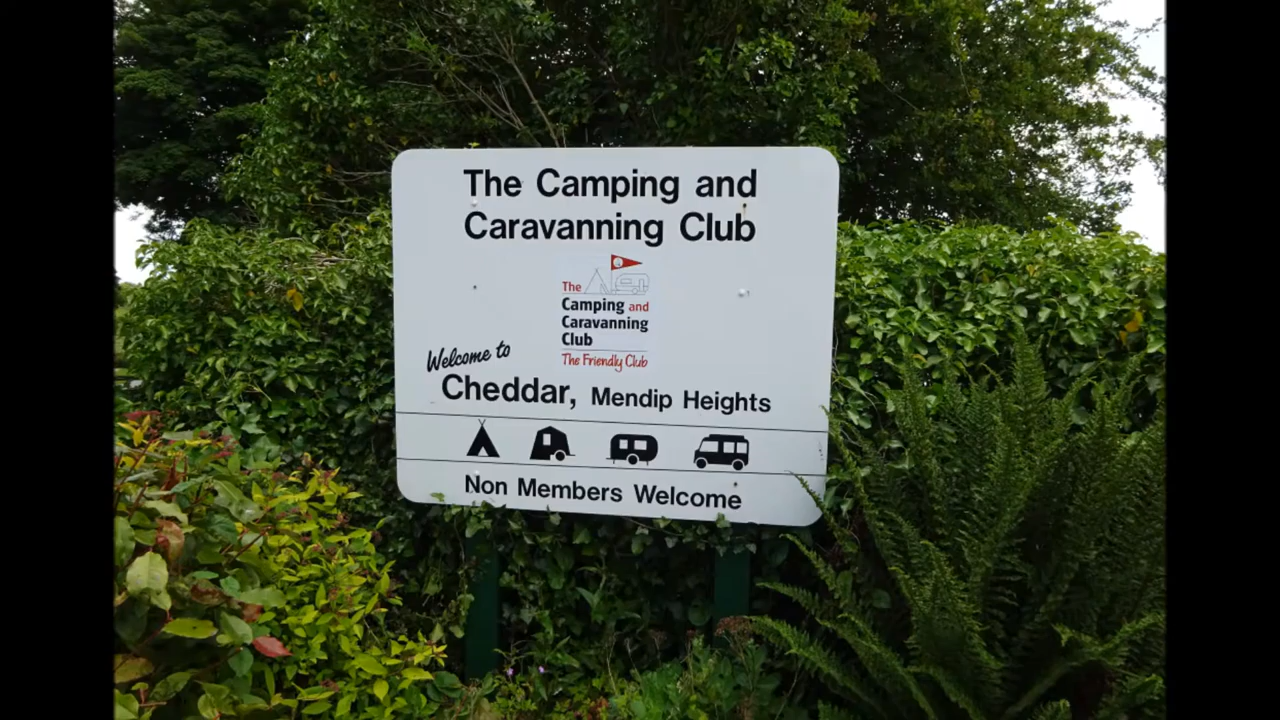 The Camping and
Caravanning Club
The
Camping and
Caravanning
Club
The Friendly Club
Welcome to
Cheddar, Mendip Heights
Non Members Welcome